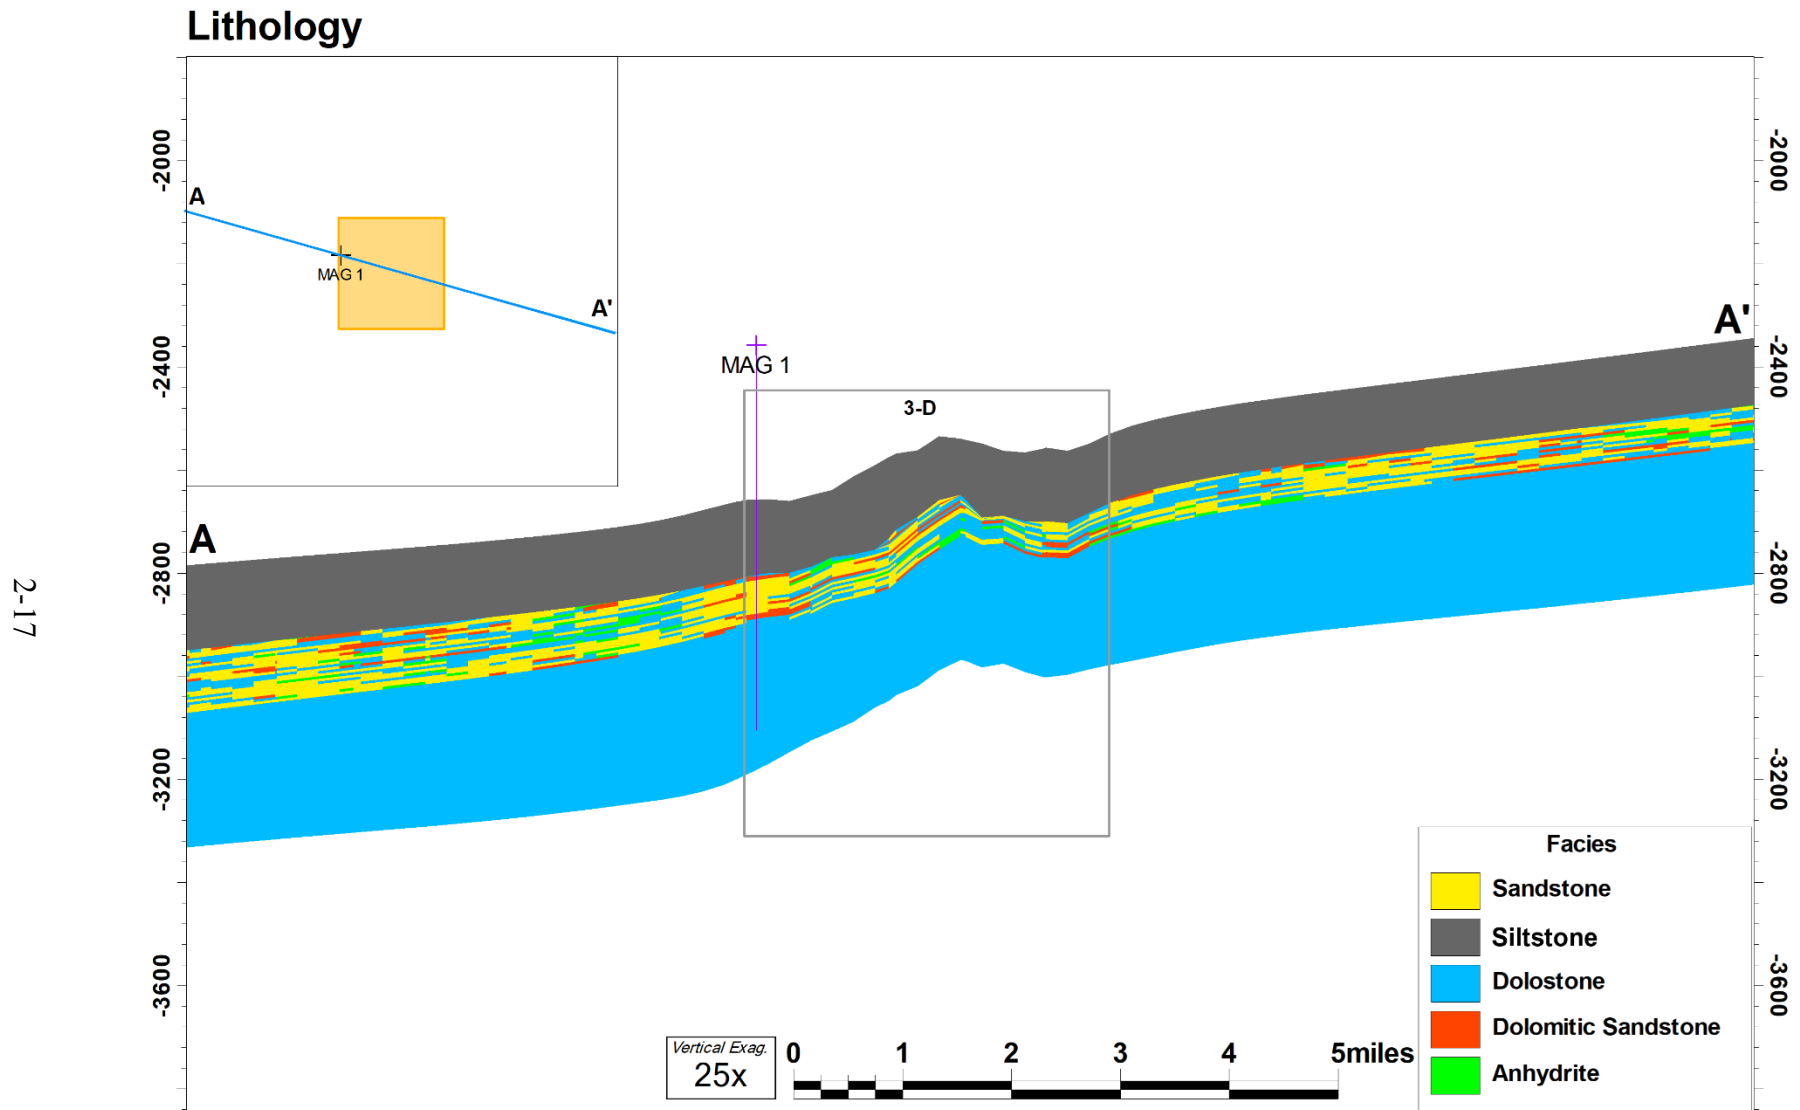 Lithology
A
MAG 1
A'
-2000
-2400
-2800
-3200
-3600
-2000
-2400
-2800
-3200
-3600
A
A'
MAG 1
3-D
2-17
Vertical Exag.
25x
0 1 2 3 4 5miles
Facies
Sandstone
Siltstone
Dolostone
Dolomitic Sandstone
Anhydrite